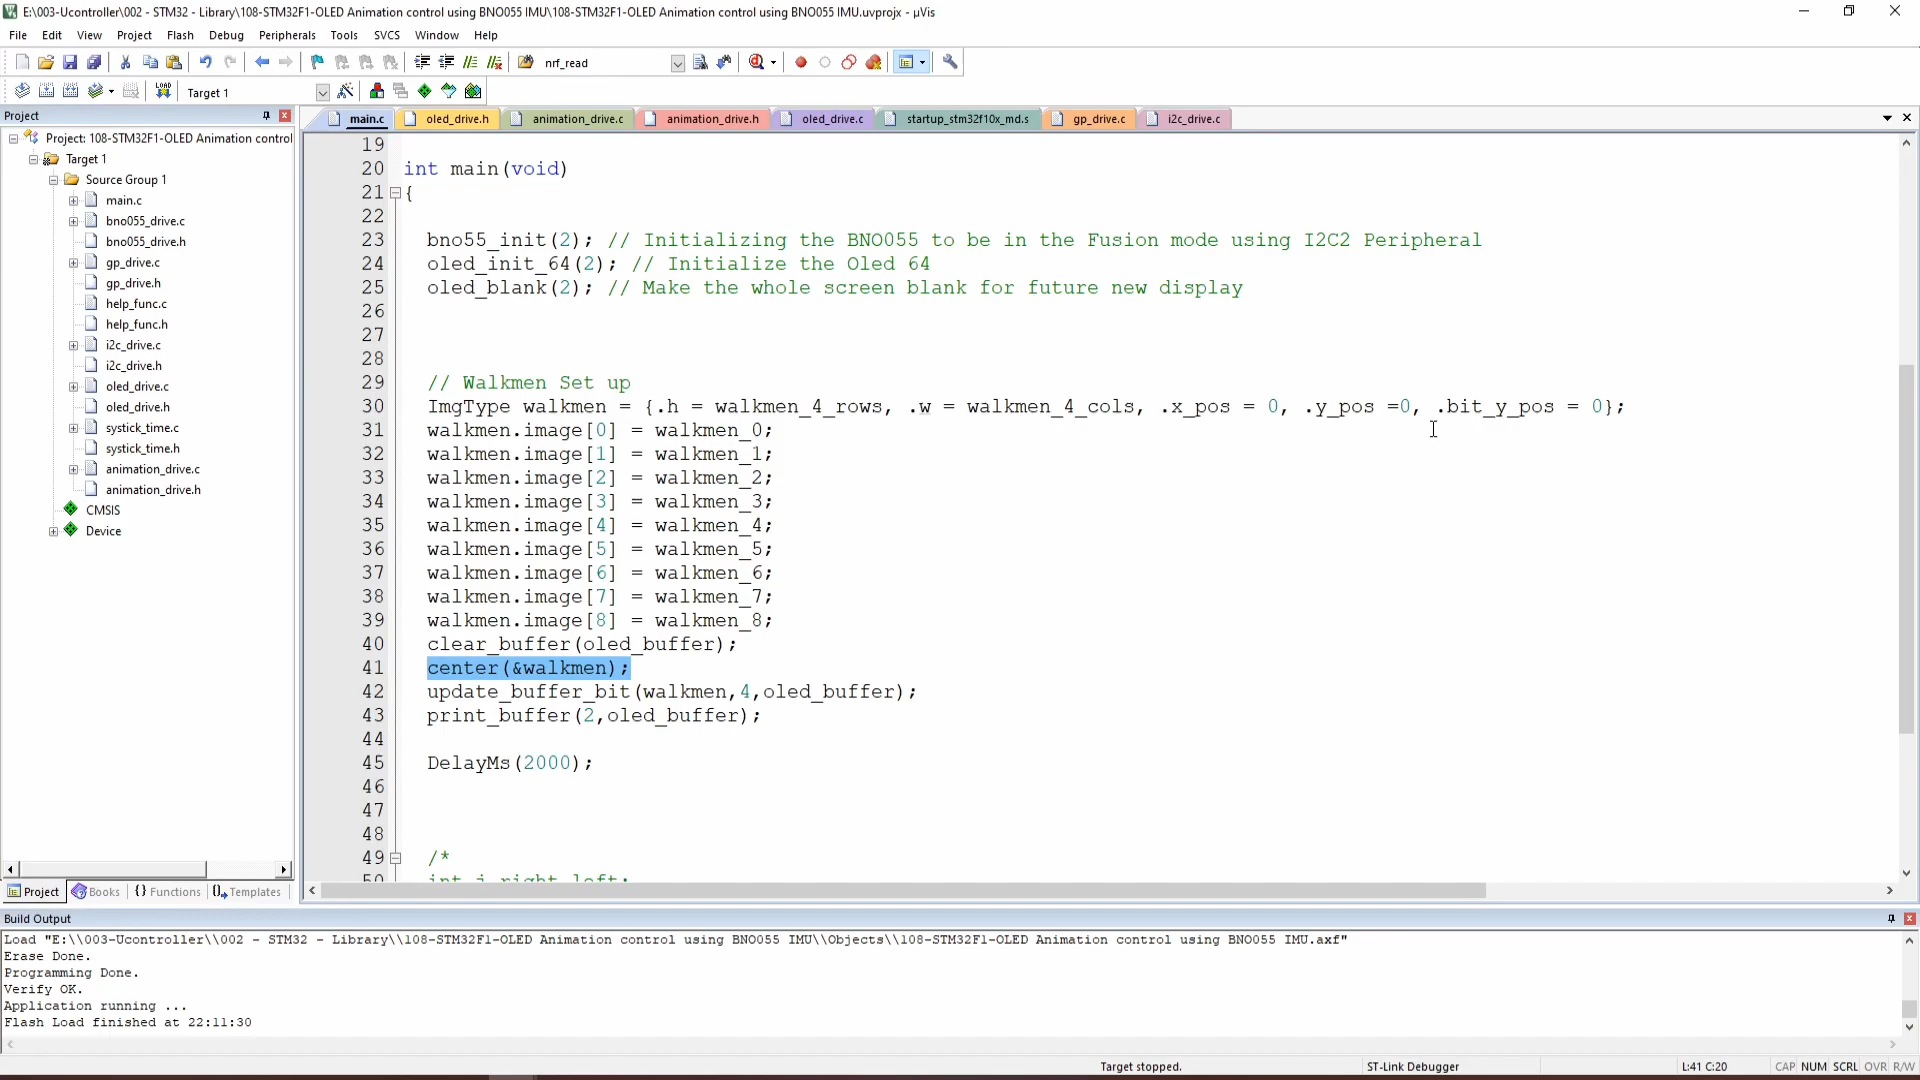 E:\003-Ucontroller\002 - STM32 - Library\108-STM32F1-OLED Animation control using BNO055 IMU\108-STM32F1-OLED Animation control using BNO055 IMU.uvprojx - µVis
File Edit View Project Flash Debug Peripherals Tools SVCS Window Help
nrf_read
LOAD Target 1
Project
main.c oled_drive.h animation_drive.c animation_drive.h oled_drive.c startup_stm32f10x_md.s gp_drive.c i2c_drive.c
Project: 108-STM32F1-OLED Animation control
Target 1
Source Group 1
main.c
bno055_drive.c
bno055_drive.h
gp_drive.c
gp_drive.h
help_func.c
help_func.h
i2c_drive.c
i2c_drive.h
oled_drive.c
oled_drive.h
systick_time.c
systick_time.h
animation_drive.c
animation_drive.h
CMSIS
Device
Project Books Functions Templates
19
20 int main(void)
21 {
22
23 bno55_init(2); // Initializing the BNO055 to be in the Fusion mode using I2C2 Peripheral
24 oled_init_64(2); // Initialize the Oled 64
25 oled_blank(2); // Make the whole screen blank for future new display
26
27
28
29 // Walkmen Set up
30 ImgType walkmen = {.h = walkmen_4_rows, .w = walkmen_4_cols, .x_pos = 0, .y_pos =0, .bit_y_pos = 0};
31 walkmen.image[0] = walkmen_0;
32 walkmen.image[1] = walkmen_1;
33 walkmen.image[2] = walkmen_2;
34 walkmen.image[3] = walkmen_3;
35 walkmen.image[4] = walkmen_4;
36 walkmen.image[5] = walkmen_5;
37 walkmen.image[6] = walkmen_6;
38 walkmen.image[7] = walkmen_7;
39 walkmen.image[8] = walkmen_8;
40 clear_buffer(oled_buffer);
41 center(&walkmen);
42 update_buffer_bit(walkmen,4,oled_buffer);
43 print_buffer(2,oled_buffer);
44
45 DelayMs(2000);
46
47
48
49 /*
50 int i,right,left;
Build Output
Load "E:\\003-Ucontroller\\002 - STM32 - Library\\108-STM32F1-OLED Animation control using BNO055 IMU\\Objects\\108-STM32F1-OLED Animation control using BNO055 IMU.axf"
Erase Done.
Programming Done.
Verify OK.
Application running ...
Flash Load finished at 22:11:30
Target stopped. ST-Link Debugger L:41 C:20 CAP NUM SCRL OVR R/W